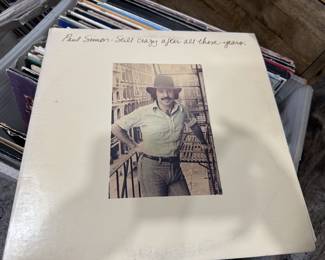 Paul Simon - Still crazy after all these years